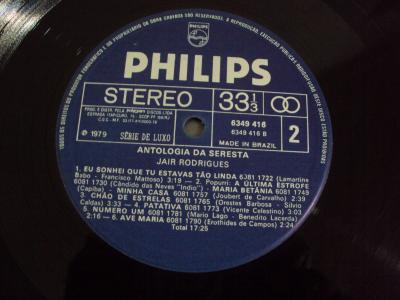 PHILIPS
STEREO
33 1/3
6349 416
6349 416 B
2
℗ 1979
SÉRIE DE LUXO
MADE IN BRAZIL
ANTOLOGIA DA SERESTA
JAIR RODRIGUES
1. EU SONHEI QUE TU ESTAVAS TÃO LINDA 6381 1722 (Lamartine
Babo - Francisco Mattoso) 3:19 — 2. Popurri: A ÚLTIMA ESTROFE
6081 1730 (Cândido das Neves "Indio") - MARIA BETÂNIA 6081 1749
(Capiba) - MINHA CASA 6081 1757 (Joubert de Carvalho) 2:39
3. CHÃO DE ESTRELAS 6081 1765 (Orestes Barbosa - Silvio
Caldas) 3:33 — 4. PATATIVA 6081 1773 (Vicente Celestino) 3:03
5. NÚMERO UM 6081 1781 (Mario Lago - Benedito Lacerda)
2:16 — 6. AVE MARIA 6081 1790 (Erothides de Campos) 2:24
Total 17:25